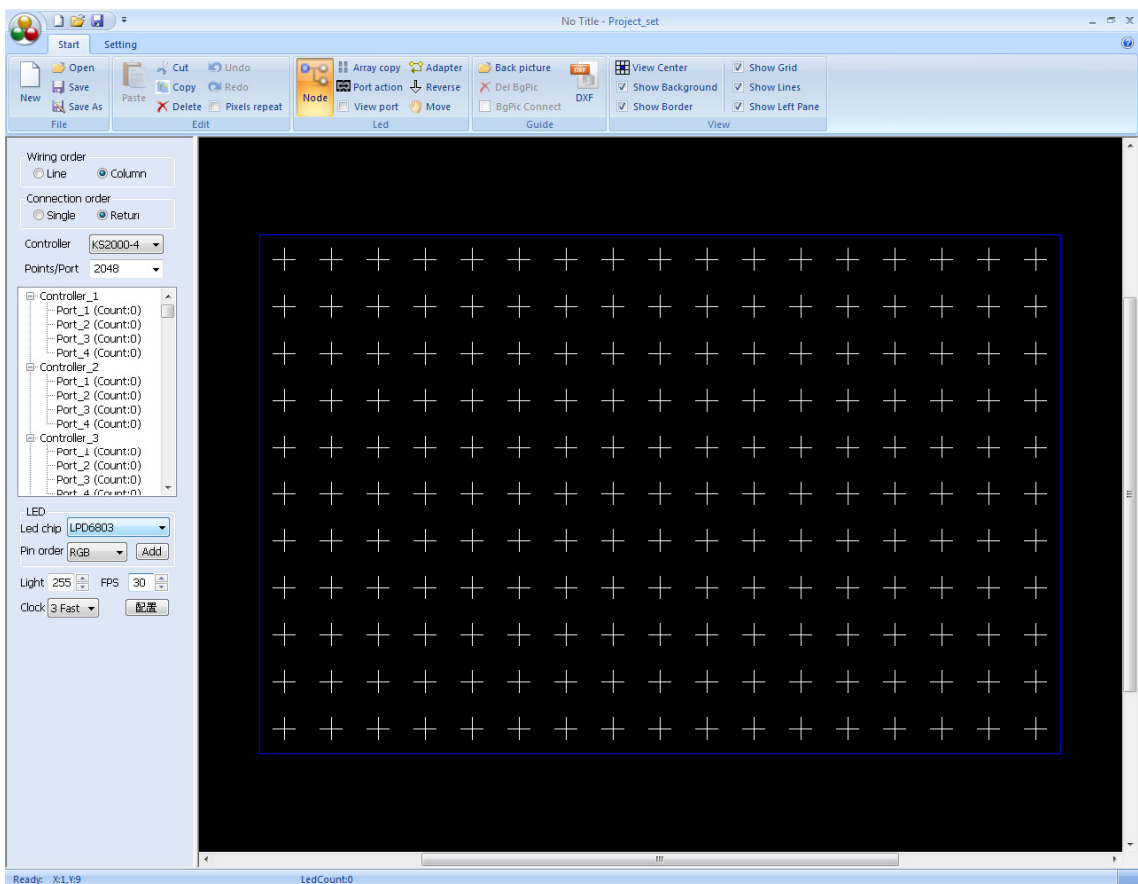 No Title - Project_set
Start Setting
New
Open
Save
Save As
File
Paste
Cut
Copy
Delete
Undo
Redo
Pixels repeat
Edit
Node
Array copy
Port action
View port
Adapter
Reverse
Move
Led
Back picture
Del BgPic
BgPic Connect
DXF
DXF
Guide
View Center
Show Background
Show Border
Show Grid
Show Lines
Show Left Pane
View
Wiring order
Line Column
Connection order
Single Return
Controller KS2000-4
Points/Port 2048
Controller_1
Port_1 (Count:0)
Port_2 (Count:0)
Port_3 (Count:0)
Port_4 (Count:0)
Controller_2
Port_1 (Count:0)
Port_2 (Count:0)
Port_3 (Count:0)
Port_4 (Count:0)
Controller_3
Port_1 (Count:0)
Port_2 (Count:0)
Port_3 (Count:0)
Port_4 (Count:0)
LED
Led chip LPD6803
Pin order RGB Add
Light 255 FPS 30
Clock 3 Fast 配置
Ready: X:1,Y:9 LedCount:0